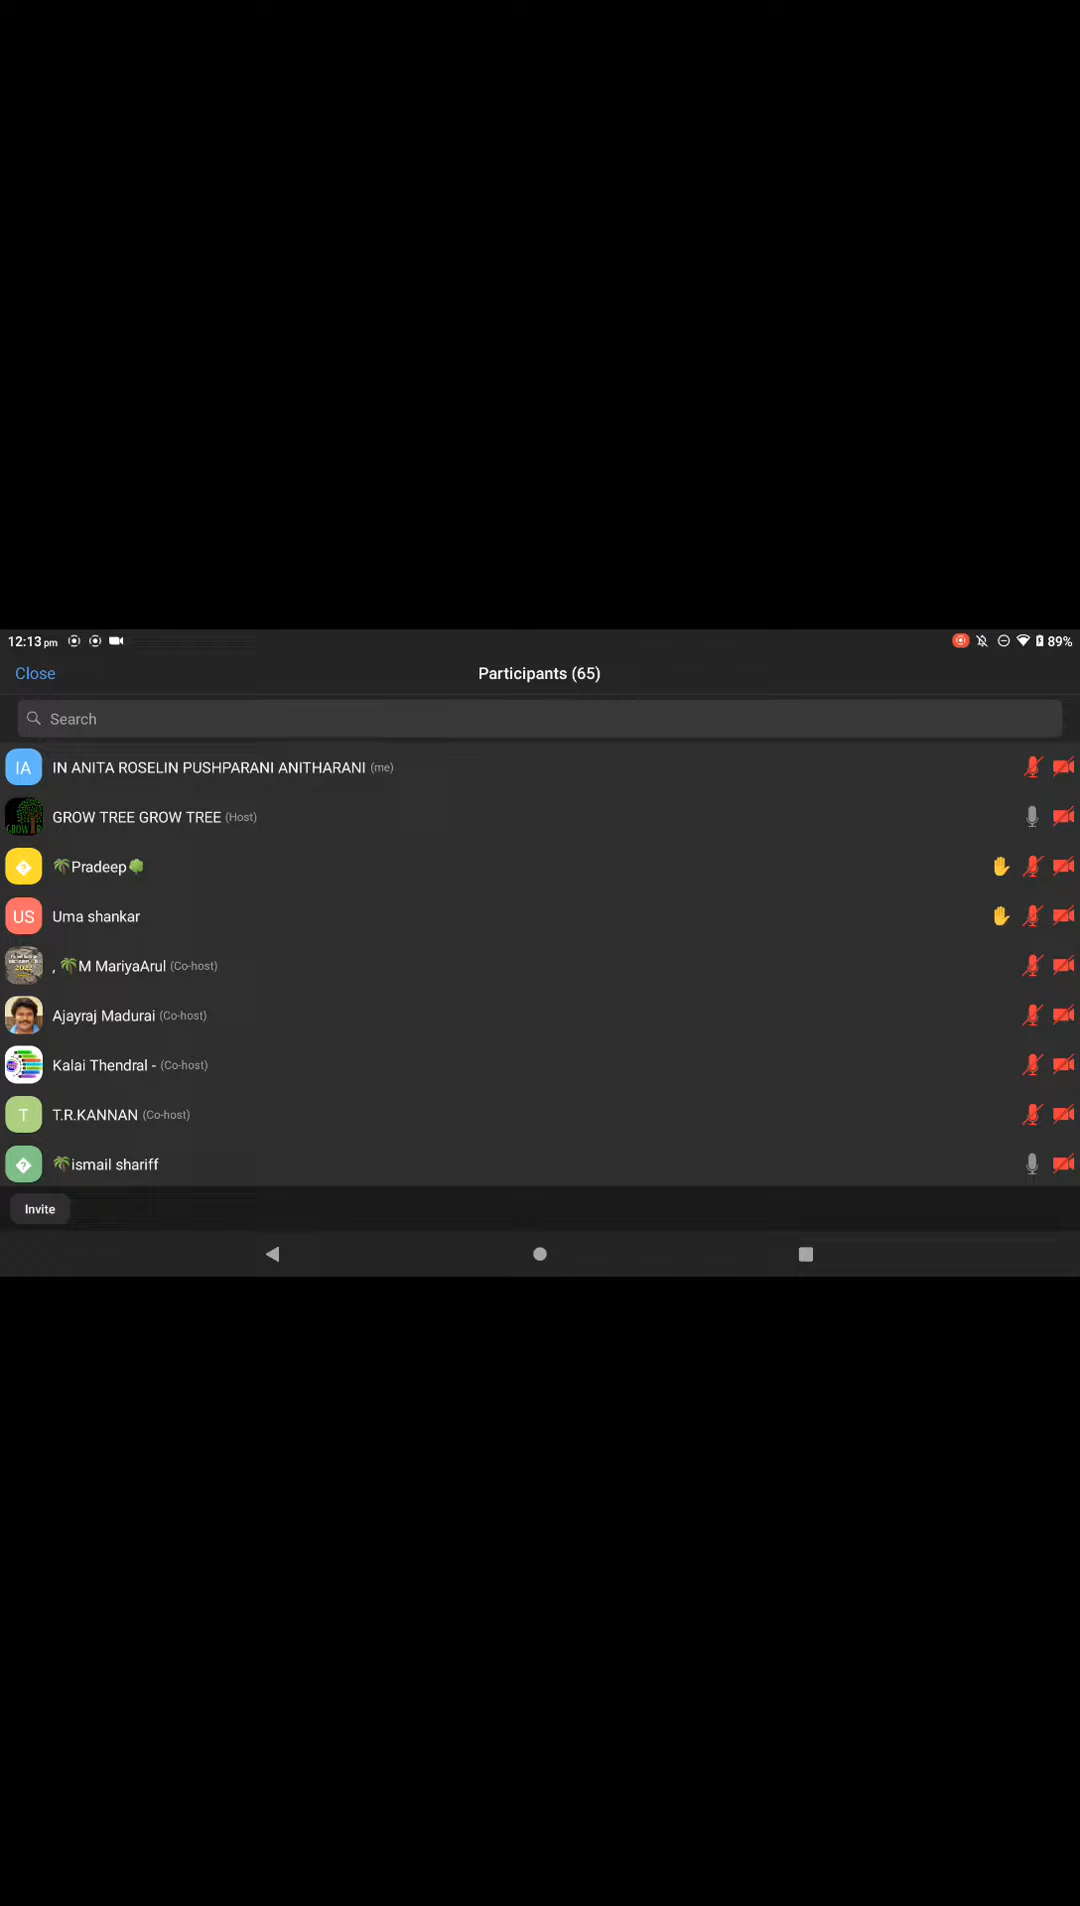 12:13 pm 89%
Close Participants (65)
Search
IA IN ANITA ROSELIN PUSHPARANI ANITHARANI (me)
GROW TREE GROW TREE (Host)
🌴Pradeep🌳
US Uma shankar
2022 , 🌴M MariyaArul (Co-host)
Ajayraj Madurai (Co-host)
Kalai Thendral - (Co-host)
T T.R.KANNAN (Co-host)
🌴ismail shariff
Invite